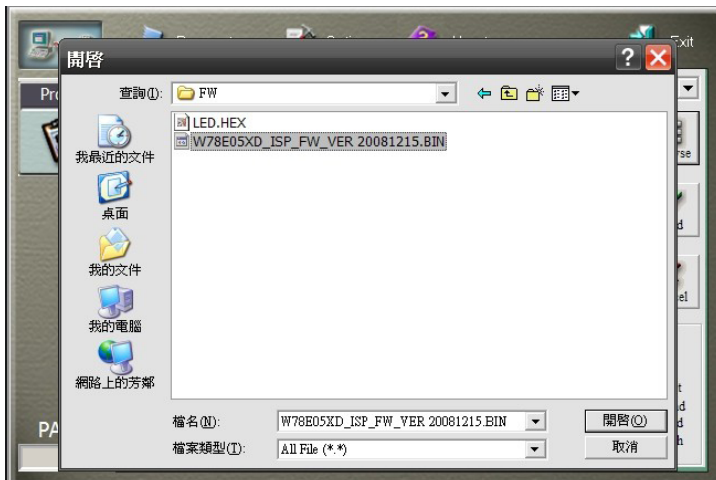 Exit
開啓
查詢(I):
FW
LED.HEX
W78E05XD_ISP_FW_VER 20081215.BIN
我最近的文件
桌面
我的文件
我的電腦
網路上的芳鄰
檔名(N):
W78E05XD_ISP_FW_VER 20081215.BIN
開啓(O)
檔案類型(T):
All File (*.*)
取消